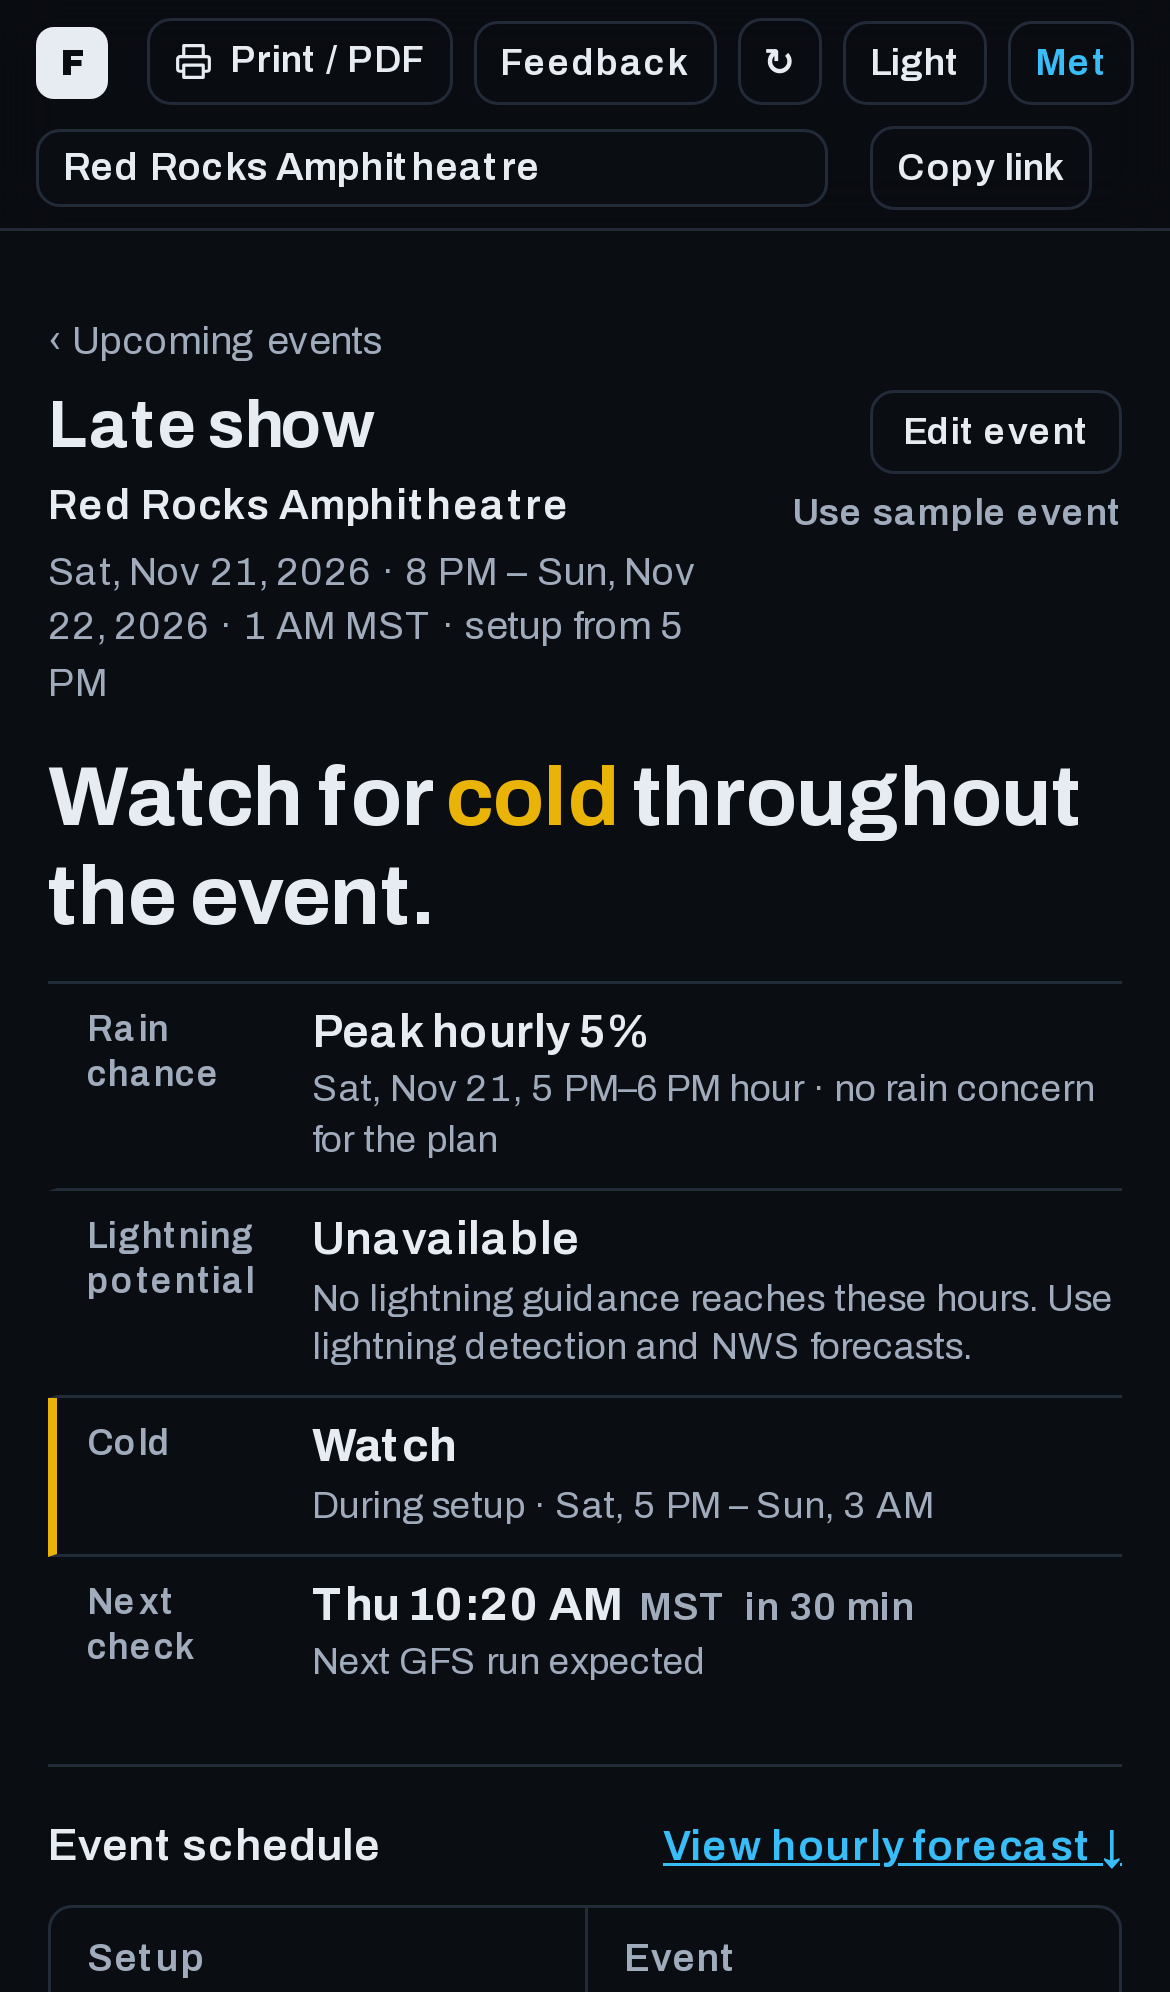 F
Print / PDF
Feedback
↻
Light
Met
Red Rocks Amphitheatre
Copy link
‹ Upcoming events
Late show
Edit event
Red Rocks Amphitheatre
Use sample event
Sat, Nov 21, 2026 · 8 PM – Sun, Nov
22, 2026 · 1 AM MST · setup from 5
PM
Watch for cold throughout
the event.
Rain
chance
Peak hourly 5%
Sat, Nov 21, 5 PM–6 PM hour · no rain concern
for the plan
Lightning
potential
Unavailable
No lightning guidance reaches these hours. Use
lightning detection and NWS forecasts.
Cold
Watch
During setup · Sat, 5 PM – Sun, 3 AM
Next
check
Thu 10:20 AM MST in 30 min
Next GFS run expected
Event schedule
View hourly forecast ↓
Setup
Event